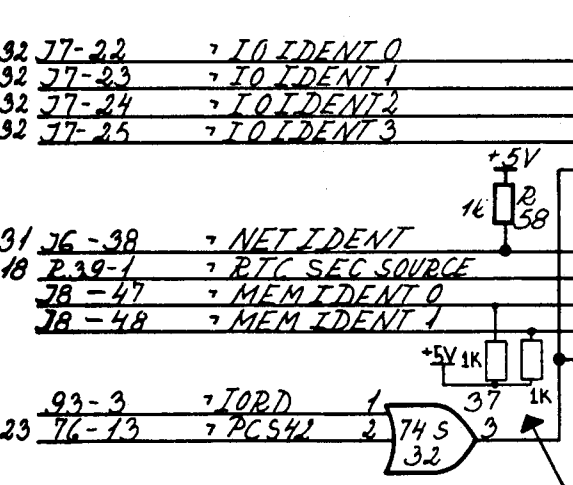 32 J7-22 ¬ IO IDENT 0
32 J7-23 ¬ IO IDENT 1
32 J7-24 ¬ IO IDENT 2
32 J7-25 ¬ IO IDENT 3
+5V
1k R
58
31 J6-38 ¬ NET IDENT
18 R39-1 ¬ RTC SEC SOURCE
J8-47 ¬ MEM IDENT 0
J8-48 ¬ MEM IDENT 1
+5V 1K
1K
93-3 ¬ IORD 1 37
23 76-13 ¬ PCS42 2 74S 3
32